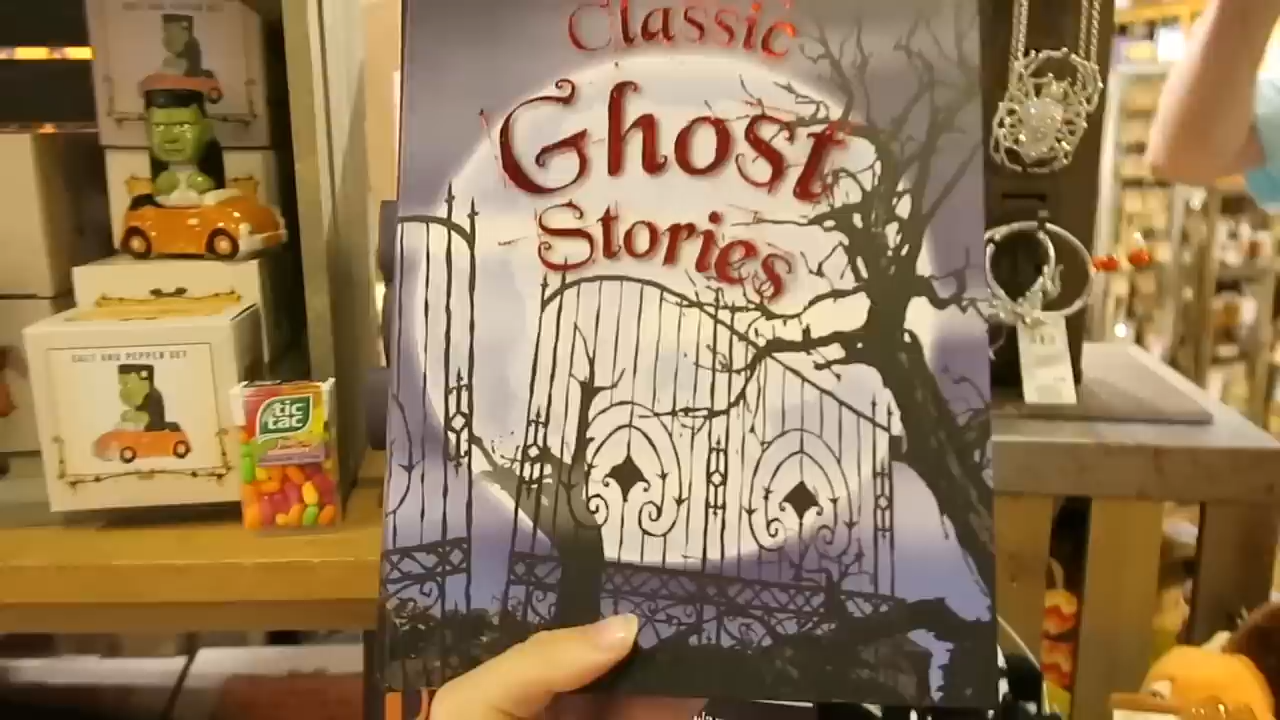 Classic
Ghost
Stories
SALT AND PEPPER SET
tic
tac